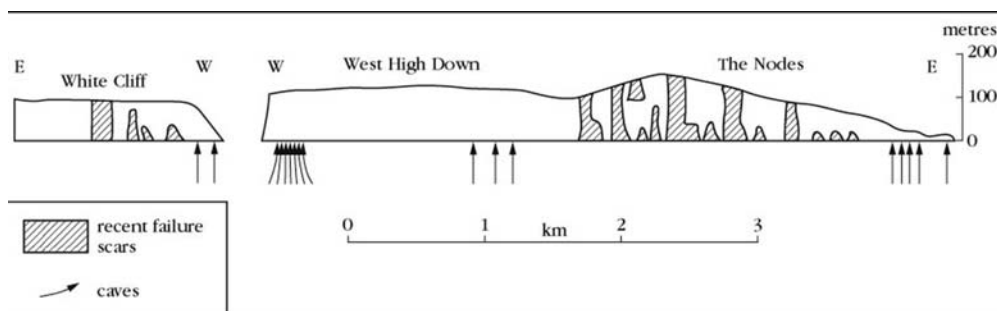 metres
200
E
White Cliff
W
W
West High Down
The Nodes
E
100
0
recent failure
scars
caves
0
1
km
2
3